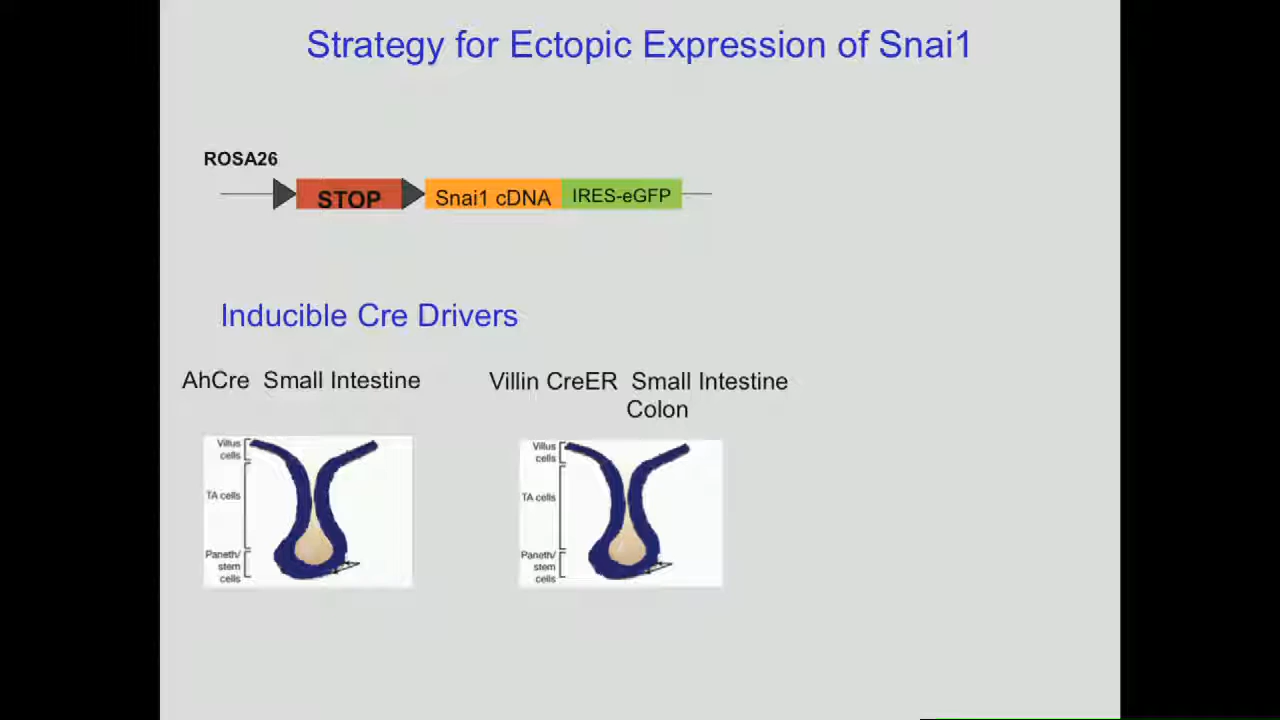 Strategy for Ectopic Expression of Snai1
ROSA26
STOP
Snai1 cDNA
IRES-eGFP
Inducible Cre Drivers
AhCre Small Intestine
Villin CreER Small Intestine
Colon
Villus
cells
TA cells
Paneth/
stem
cells
Villus
cells
TA cells
Paneth/
stem
cells